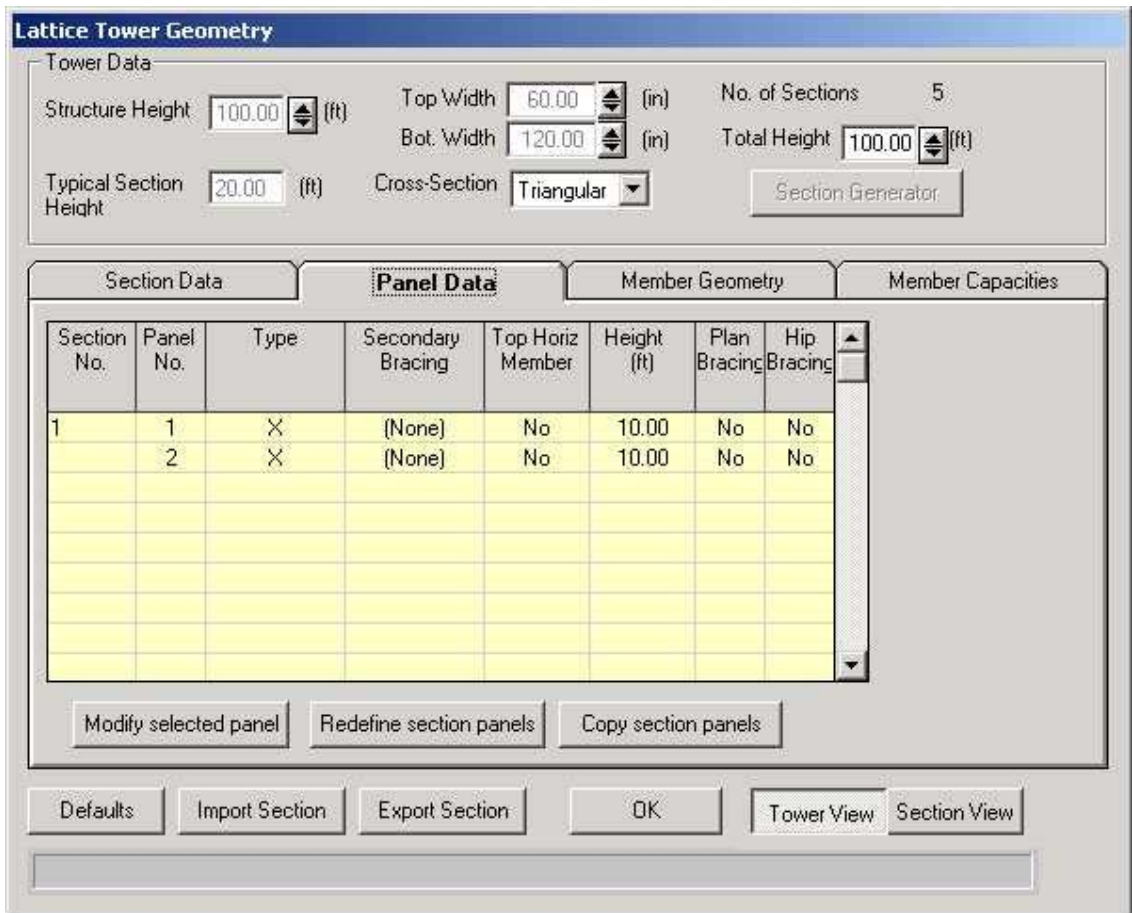 Lattice Tower Geometry
Tower Data
Structure Height 100.00 (ft) Top Width 60.00 (in) No. of Sections 5
Bot. Width 120.00 (in) Total Height 100.00 (ft)
Typical Section Height 20.00 (ft) Cross-Section Triangular Section Generator
Section Data Panel Data Member Geometry Member Capacities
Section No. Panel No. Type Secondary Bracing Top Horiz Member Height (ft) Plan Bracing Hip Bracing
1 1 X (None) No 10.00 No No
2 X (None) No 10.00 No No
Modify selected panel Redefine section panels Copy section panels
Defaults Import Section Export Section OK Tower View Section View